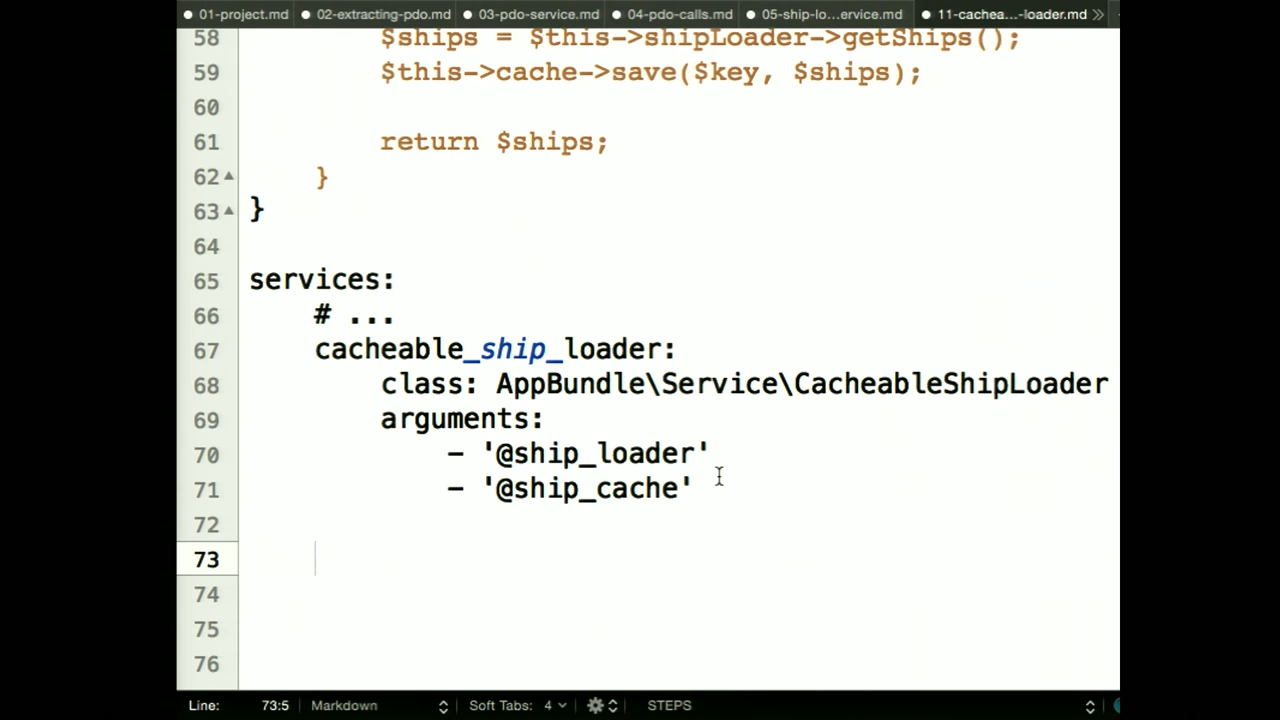 01-project.md 02-extracting-pdo.md 03-pdo-service.md 04-pdo-calls.md 05-ship-lo...ervice.md 11-cachea...-loader.md
58 $ships = $this->shipLoader->getShips();
59 $this->cache->save($key, $ships);
60
61 return $ships;
62 }
63 }
64
65 services:
66 # ...
67 cacheable_ship_loader:
68 class: AppBundle\Service\CacheableShipLoader
69 arguments:
70 - '@ship_loader'
71 - '@ship_cache'
72
73
74
75
76
Line: 73:5 Markdown Soft Tabs: 4 STEPS